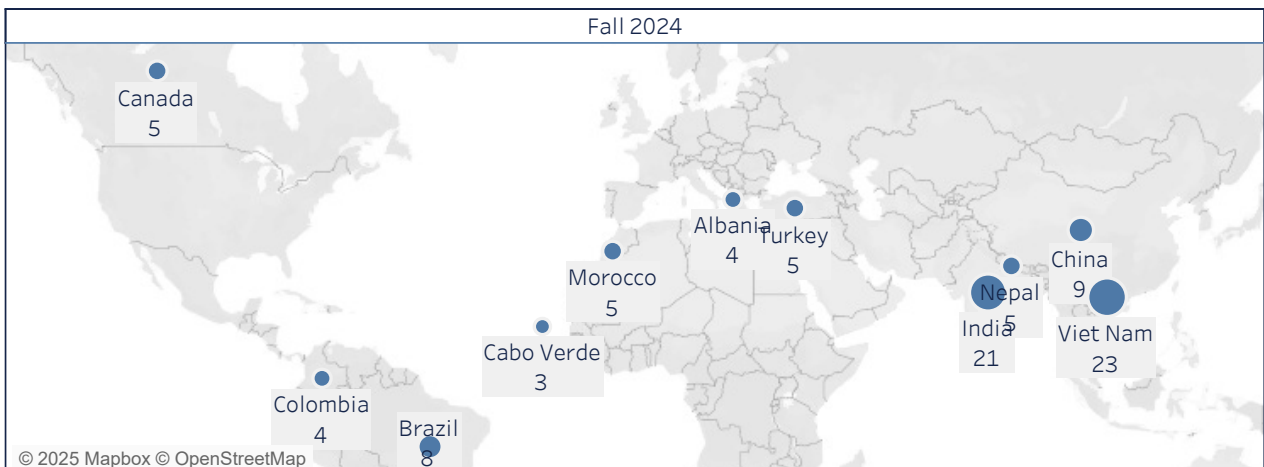 Fall 2024
Canada
5
Albania
4
Turkey
5
Morocco
5
China
9
Nepal
5
India
21
Viet Nam
23
Cabo Verde
3
Colombia
4
Brazil
8
© 2025 Mapbox © OpenStreetMap